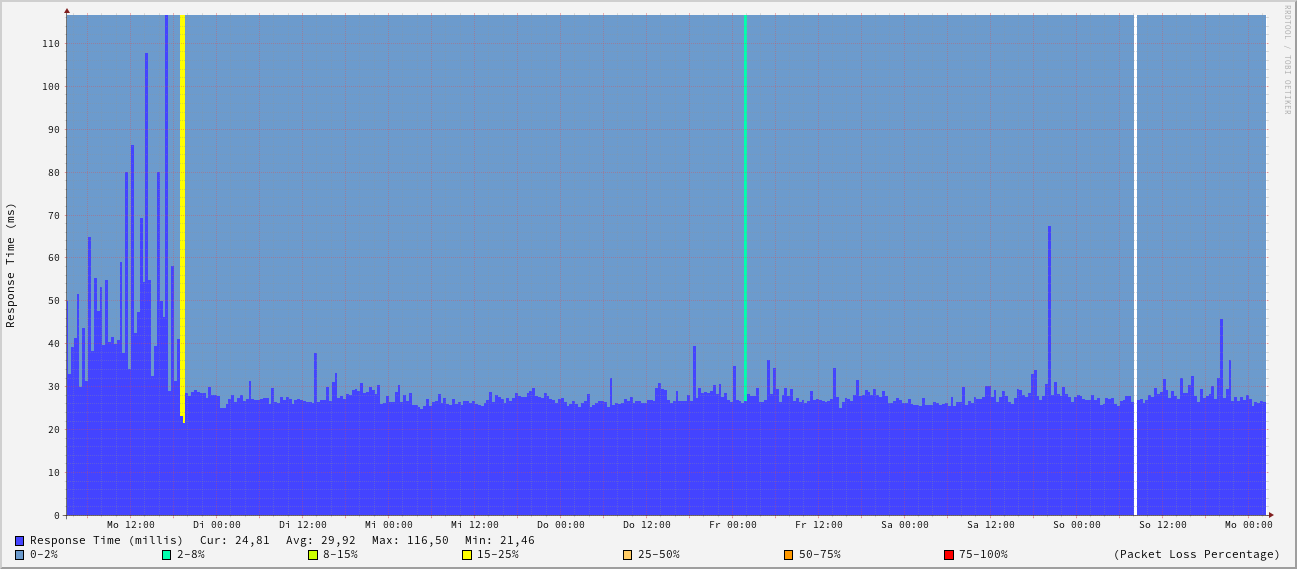 RRDTOOL / TOBI OETIKER
Response Time (ms)
110
100
90
80
70
60
50
40
30
20
10
0
Mo 12:00 Di 00:00 Di 12:00 Mi 00:00 Mi 12:00 Do 00:00 Do 12:00 Fr 00:00 Fr 12:00 Sa 00:00 Sa 12:00 So 00:00 So 12:00 Mo 00:00
Response Time (millis) Cur: 24,81 Avg: 29,92 Max: 116,50 Min: 21,46
0-2% 2-8% 8-15% 15-25% 25-50% 50-75% 75-100% (Packet Loss Percentage)